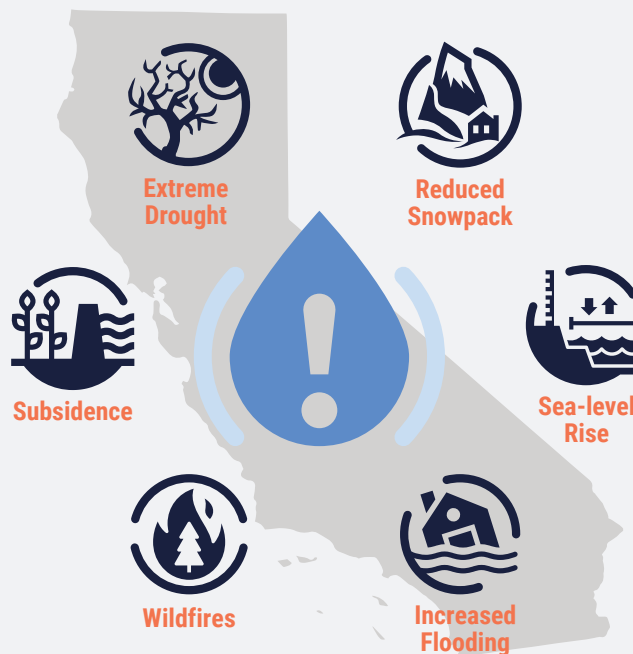 Extreme
Drought
Reduced
Snowpack
Subsidence
Sea-level
Rise
Wildfires
Increased
Flooding